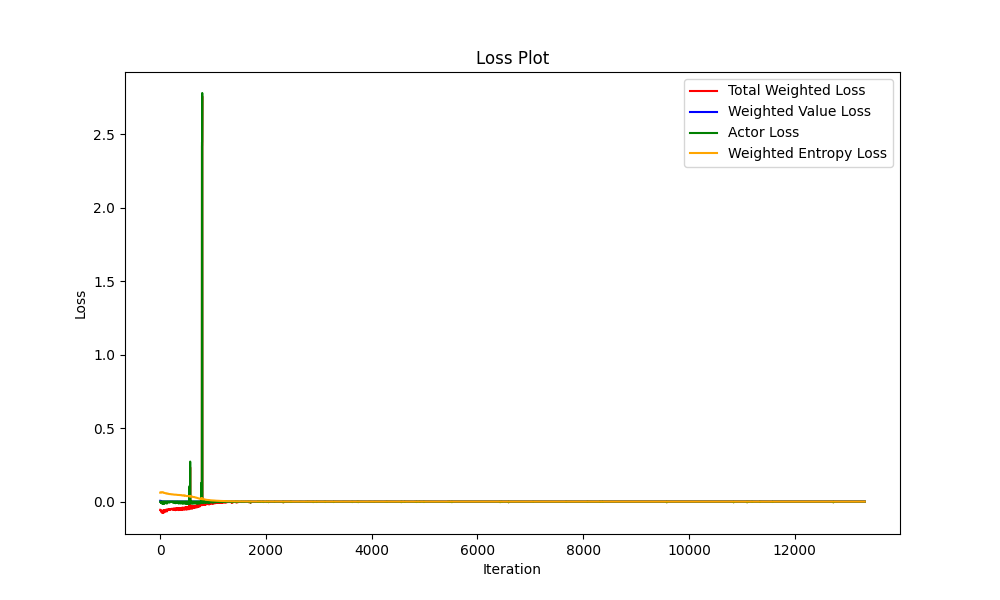 Loss Plot
Total Weighted Loss
Weighted Value Loss
Actor Loss
Weighted Entropy Loss
Loss
2.5
2.0
1.5
1.0
0.5
0.0
0 2000 4000 6000 8000 10000 12000
Iteration